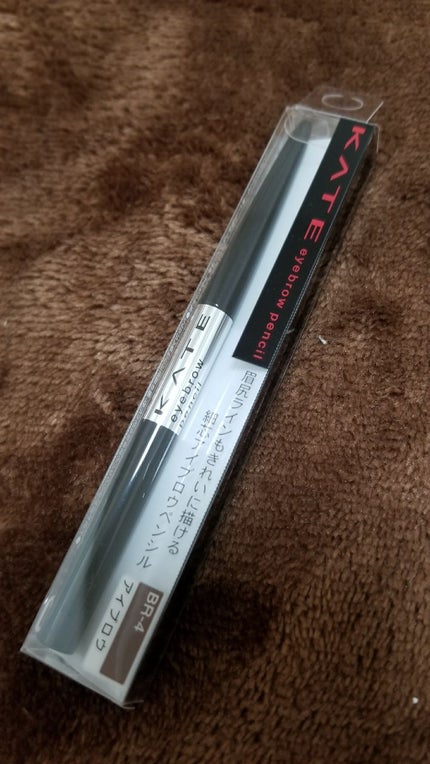 KATE eyebrow pencil
KATE
eyebrow
pencil
眉尻ラインもきれいに描ける
細芯アイブロウペンシル
BR-4
アイブロウ